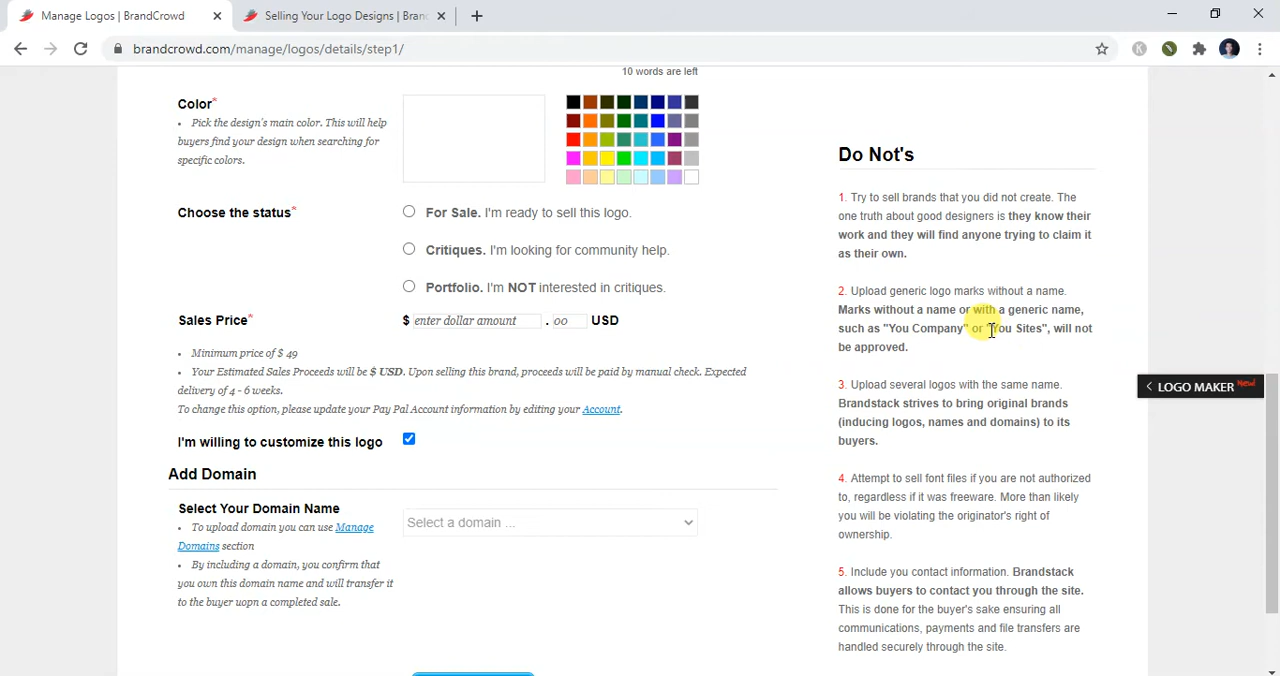 Manage Logos | BrandCrowd
Selling Your Logo Designs | Bran
brandcrowd.com/manage/logos/details/step1/
K
10 words are left
Color*
• Pick the design's main color. This will help
buyers find your design when searching for
specific colors.
Choose the status*
For Sale. I'm ready to sell this logo.
Critiques. I'm looking for community help.
Portfolio. I'm NOT interested in critiques.
Sales Price*
$ enter dollar amount . 00 USD
• Minimum price of $ 49
• Your Estimated Sales Proceeds will be $ USD. Upon selling this brand, proceeds will be paid by manual check. Expected
delivery of 4 - 6 weeks.
To change this option, please update your Pay Pal Account information by editing your Account.
I'm willing to customize this logo
Add Domain
Select Your Domain Name
Select a domain ...
• To upload domain you can use Manage
Domains section
• By including a domain, you confirm that
you own this domain name and will transfer it
to the buyer uopn a completed sale.
Do Not's
1. Try to sell brands that you did not create. The
one truth about good designers is they know their
work and they will find anyone trying to claim it
as their own.
2. Upload generic logo marks without a name.
Marks without a name or with a generic name,
such as "You Company" or "You Sites", will not
be approved.
3. Upload several logos with the same name.
Brandstack strives to bring original brands
(inducing logos, names and domains) to its
buyers.
4. Attempt to sell font files if you are not authorized
to, regardless if it was freeware. More than likely
you will be violating the originator's right of
ownership.
5. Include you contact information. Brandstack
allows buyers to contact you through the site.
This is done for the buyer's sake ensuring all
communications, payments and file transfers are
handled securely through the site.
LOGO MAKER New!